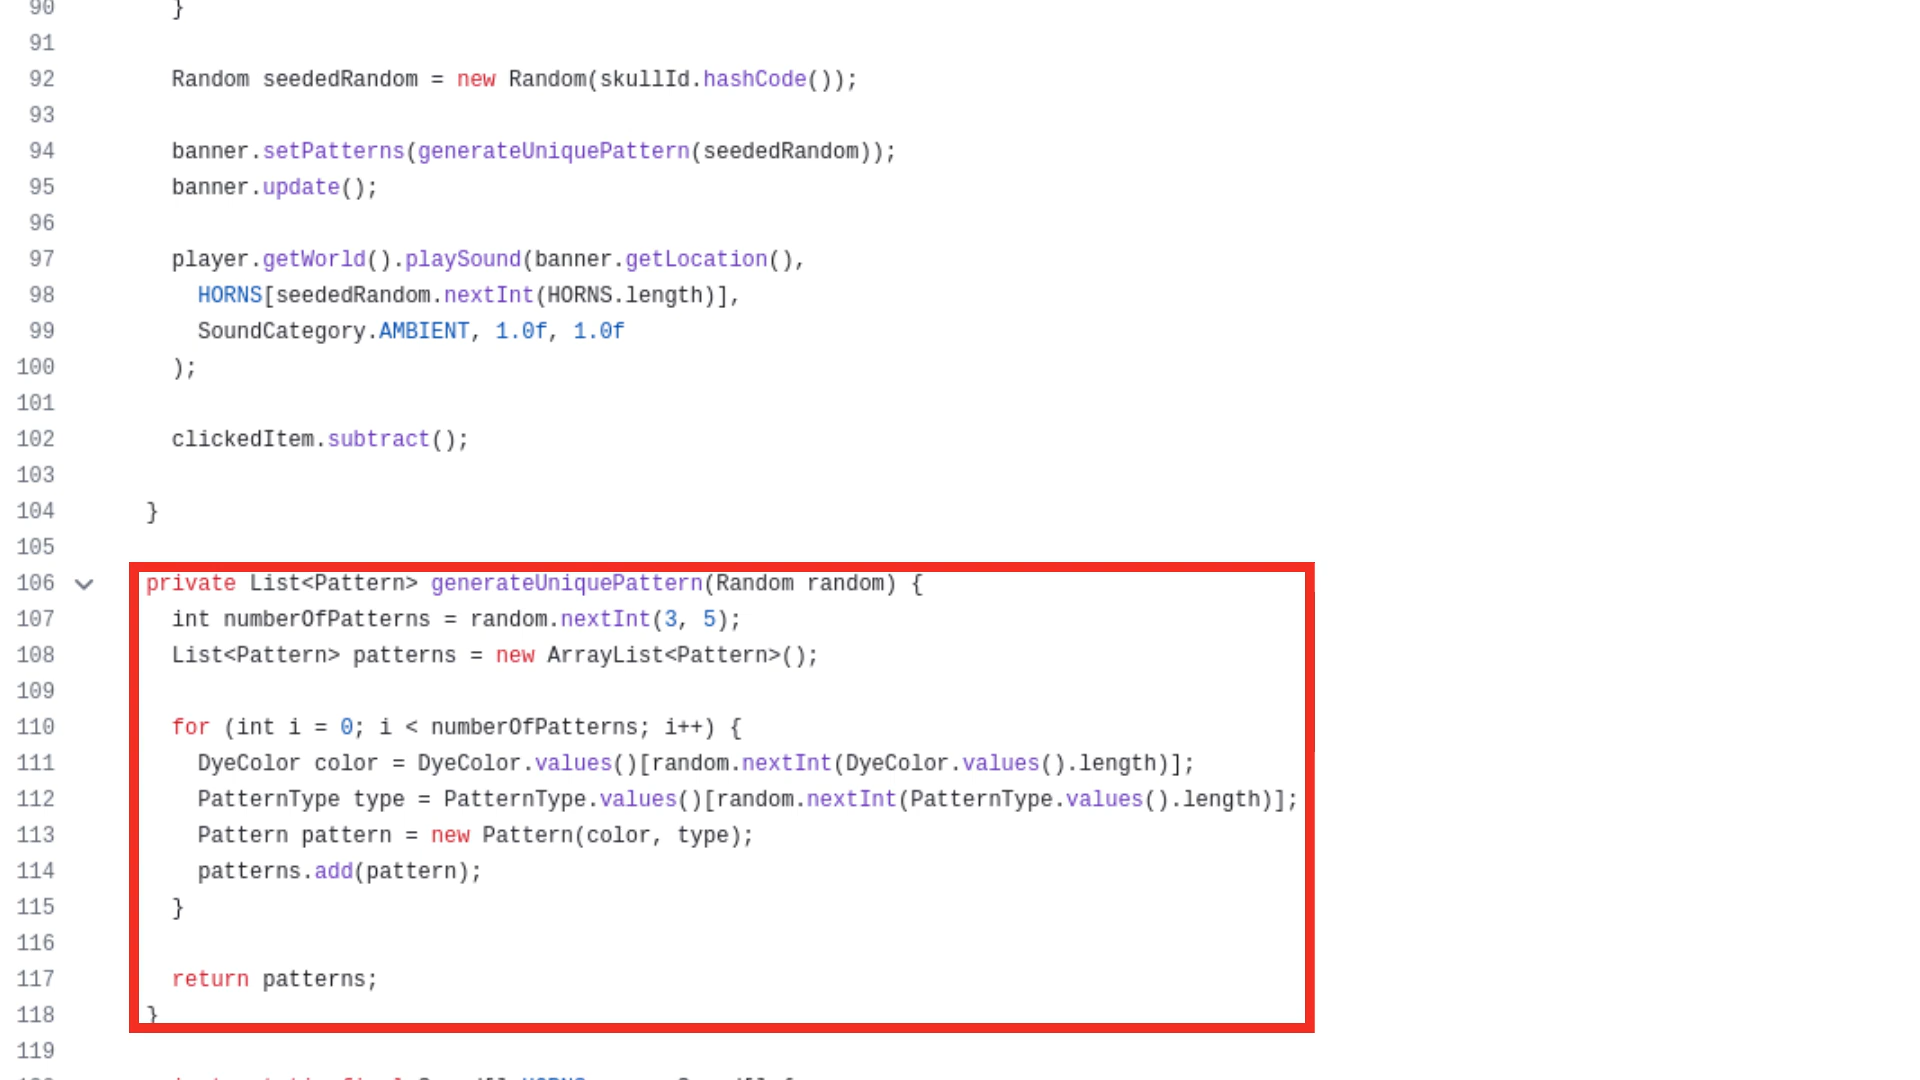 90 }
91
92 Random seededRandom = new Random(skullId.hashCode());
93
94 banner.setPatterns(generateUniquePattern(seededRandom));
95 banner.update();
96
97 player.getWorld().playSound(banner.getLocation(),
98 HORNS[seededRandom.nextInt(HORNS.length)],
99 SoundCategory.AMBIENT, 1.0f, 1.0f
100 );
101
102 clickedItem.subtract();
103
104 }
105
106 private List<Pattern> generateUniquePattern(Random random) {
107 int numberOfPatterns = random.nextInt(3, 5);
108 List<Pattern> patterns = new ArrayList<Pattern>();
109
110 for (int i = 0; i < numberOfPatterns; i++) {
111 DyeColor color = DyeColor.values()[random.nextInt(DyeColor.values().length)];
112 PatternType type = PatternType.values()[random.nextInt(PatternType.values().length)];
113 Pattern pattern = new Pattern(color, type);
114 patterns.add(pattern);
115 }
116
117 return patterns;
118 }
119